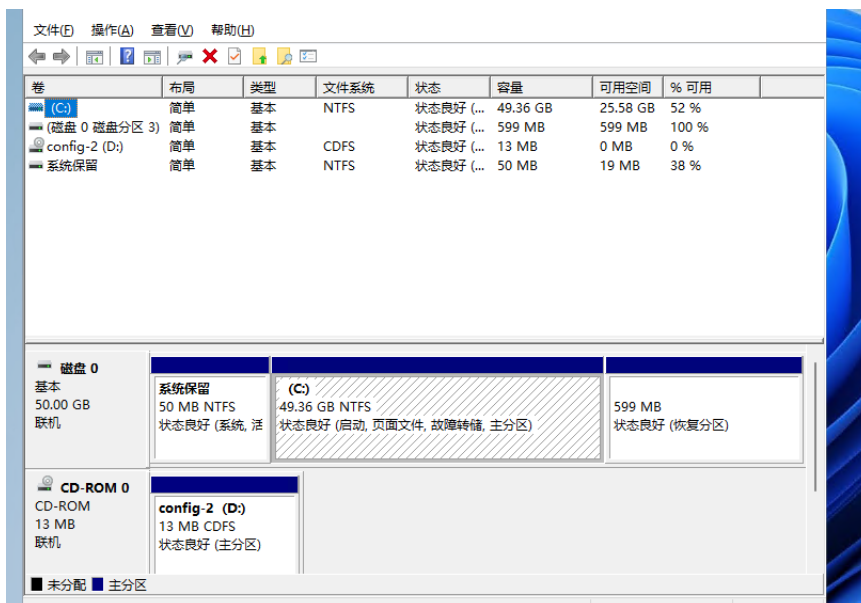 文件(F) 操作(A) 查看(V) 帮助(H)
卷 布局 类型 文件系统 状态 容量 可用空间 % 可用
(C:) 简单 基本 NTFS 状态良好 (... 49.36 GB 25.58 GB 52 %
(磁盘 0 磁盘分区 3) 简单 基本 状态良好 (... 599 MB 599 MB 100 %
config-2 (D:) 简单 基本 CDFS 状态良好 (... 13 MB 0 MB 0 %
系统保留 简单 基本 NTFS 状态良好 (... 50 MB 19 MB 38 %
磁盘 0
基本
50.00 GB
联机
系统保留
50 MB NTFS
状态良好 (系统, 活
(C:)
49.36 GB NTFS
状态良好 (启动, 页面文件, 故障转储, 主分区)
599 MB
状态良好 (恢复分区)
CD-ROM 0
CD-ROM
13 MB
联机
config-2 (D:)
13 MB CDFS
状态良好 (主分区)
未分配 主分区